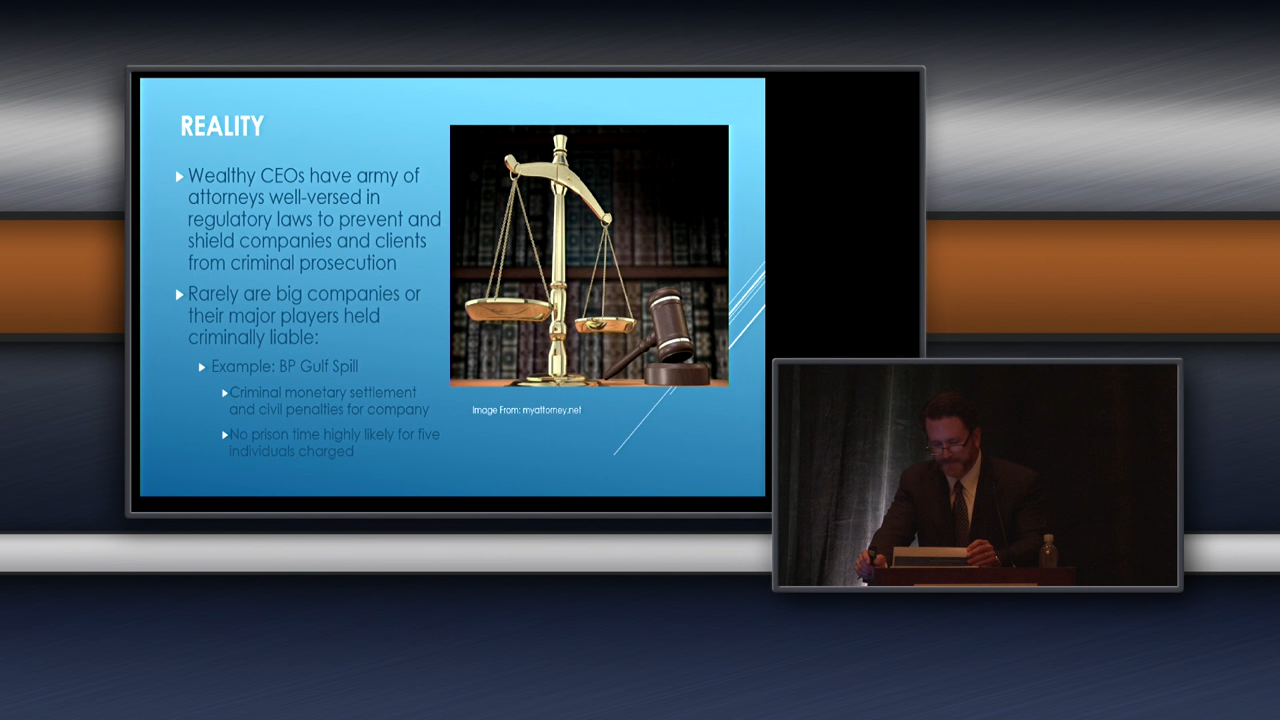 REALITY
Wealthy CEOs have army of
attorneys well-versed in
regulatory laws to prevent and
shield companies and clients
from criminal prosecution
Rarely are big companies or
their major players held
criminally liable:
Example: BP Gulf Spill
Criminal monetary settlement
and civil penalties for company
No prison time highly likely for five
individuals charged
Image From: myattorney.net